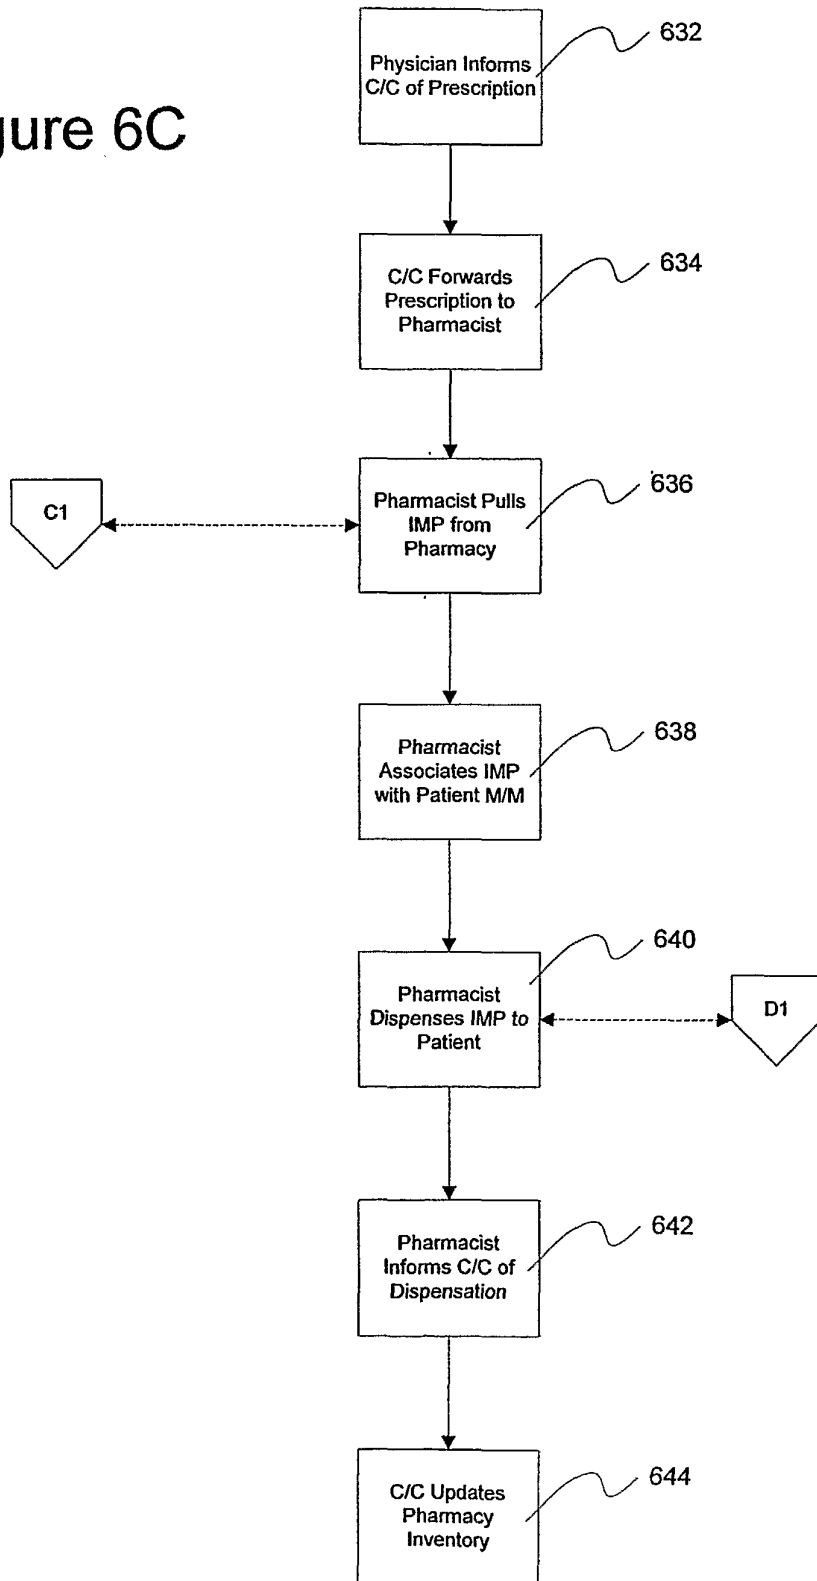 Physician Informs
C/C of Prescription
632
gure 6C
C/C Forwards
Prescription to
Pharmacist
634
C1
Pharmacist Pulls
IMP from
Pharmacy
636
Pharmacist
Associates IMP
with Patient M/M
638
Pharmacist
Dispenses IMP to
Patient
640
D1
Pharmacist
Informs C/C of
Dispensation
642
C/C Updates
Pharmacy
Inventory
644